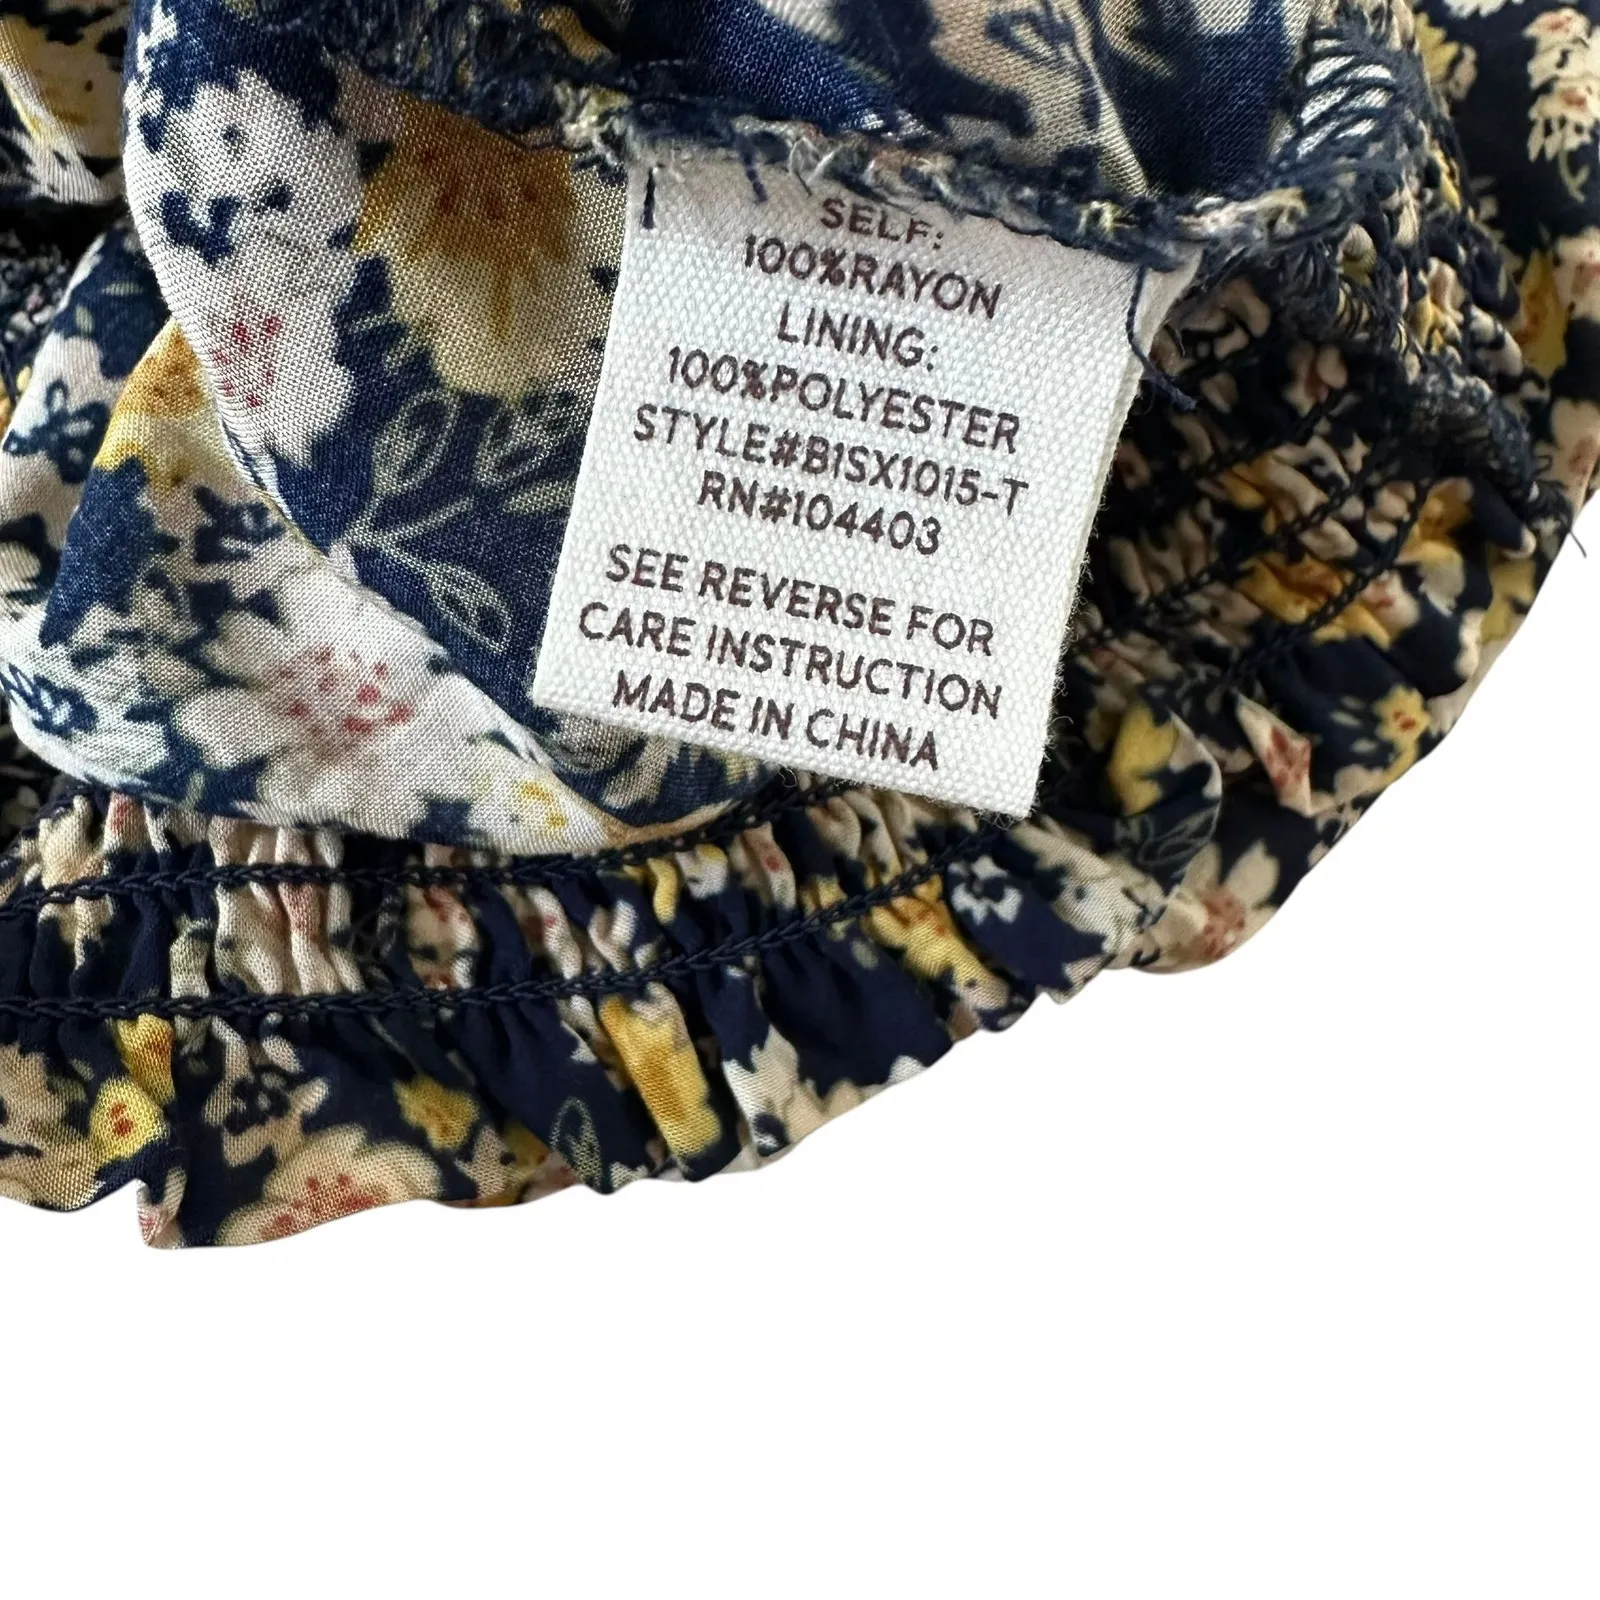 SELF:
100%RAYON
LINING:
100%POLYESTER
STYLE#B1SX1015-T
RN#104403
SEE REVERSE FOR
CARE INSTRUCTION
MADE IN CHINA